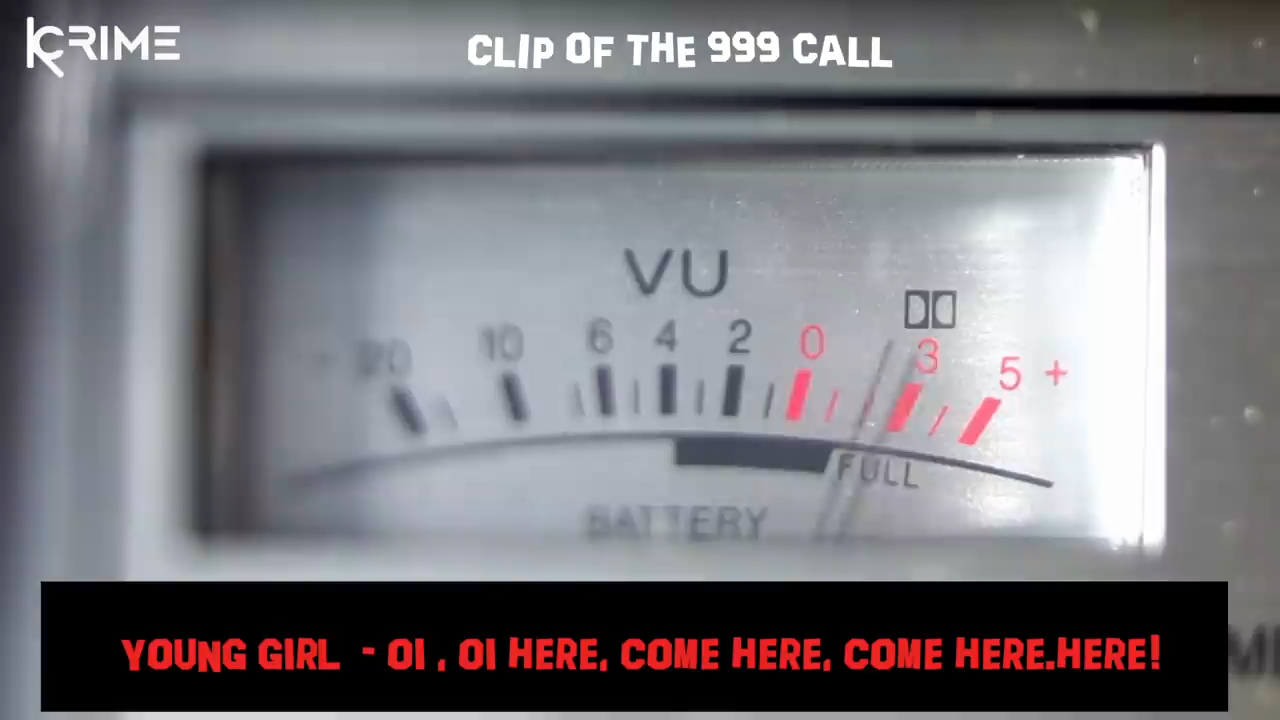 KCRIME
CLIP OF THE 999 CALL
VU
- 20 10 6 4 2 0 3 5 +
FULL
BATTERY
YOUNG GIRL - OI , OI HERE, COME HERE, COME HERE.HERE!